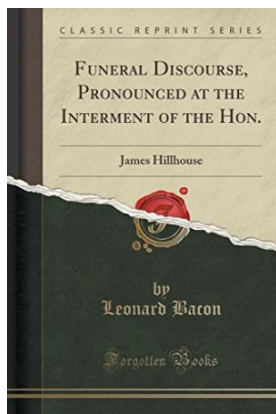 CLASSIC REPRINT SERIES
FUNERAL DISCOURSE,
PRONOUNCED AT THE
INTERMENT OF THE HON.
James Hillhouse
by
Leonard Bacon
Forgotten Books